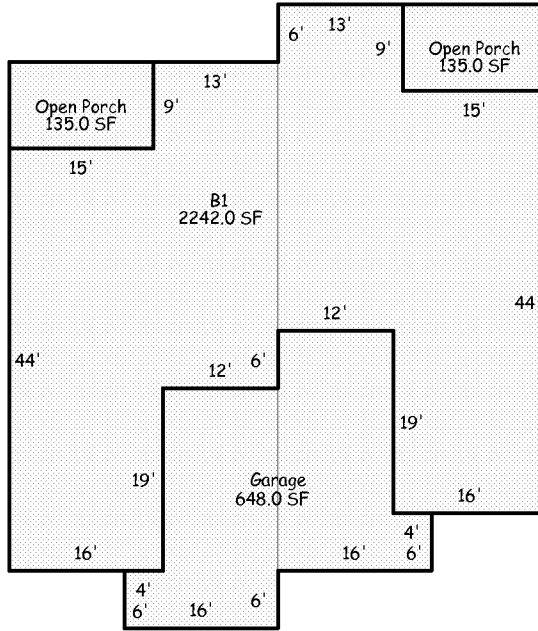 6'
13'
9'
Open Porch
135.0 SF
15'
13'
Open Porch
135.0 SF
9'
15'
B1
2242.0 SF
44
12'
44'
12'
6'
19'
19'
Garage
648.0 SF
16'
16'
16'
4'
6'
4'
6'
16'
6'